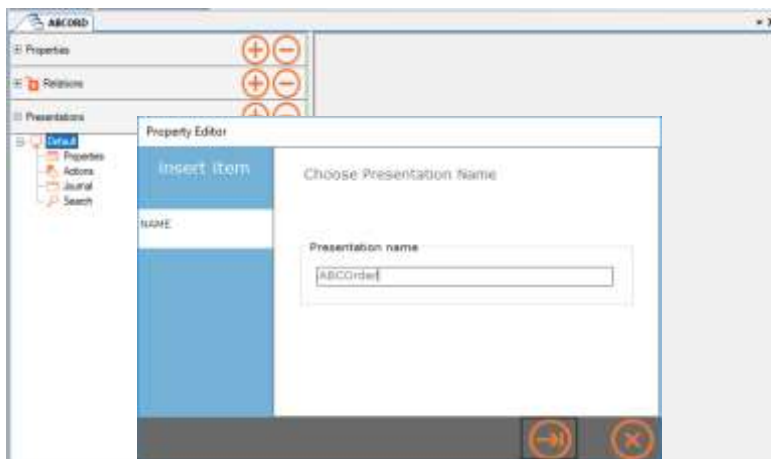 ABCORD
Properties
Relations
Presentations
Default
Properties
Actions
Journal
Search
Property Editor
Insert item
NAME
Choose Presentation Name
Presentation name
ABCOrder